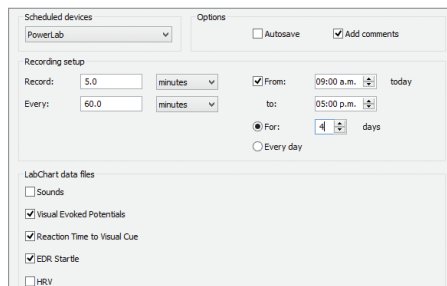 Scheduled devices
Options
PowerLab
Autosave
Add comments
Recording setup
Record: 5.0 minutes
From: 09:00 a.m. today
Every: 60.0 minutes
to: 05:00 p.m.
For: 4 days
Every day
LabChart data files
Sounds
Visual Evoked Potentials
Reaction Time to Visual Cue
EDR Startle
HRV